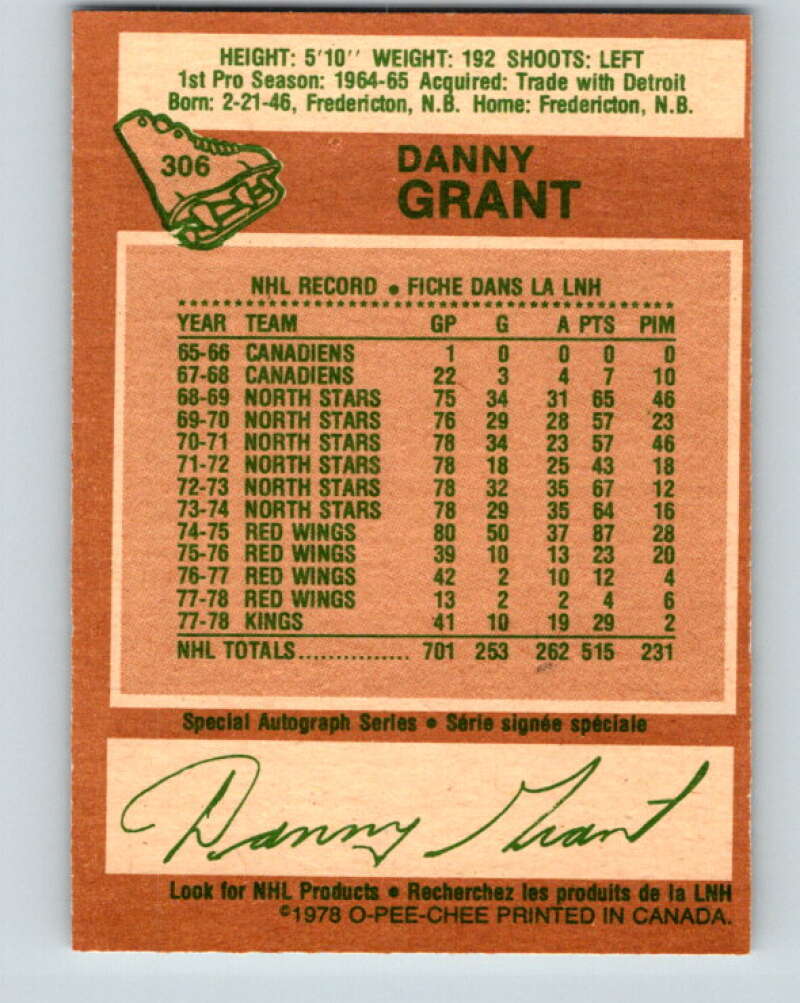 HEIGHT: 5'10'' WEIGHT: 192 SHOOTS: LEFT
1st Pro Season: 1964-65 Acquired: Trade with Detroit
Born: 2-21-46, Fredericton, N.B. Home: Fredericton, N.B.
306
DANNY
GRANT
NHL RECORD • FICHE DANS LA LNH
YEAR TEAM GP G A PTS PIM
65-66 CANADIENS 1 0 0 0 0
67-68 CANADIENS 22 3 4 7 10
68-69 NORTH STARS 75 34 31 65 46
69-70 NORTH STARS 76 29 28 57 23
70-71 NORTH STARS 78 34 23 57 46
71-72 NORTH STARS 78 18 25 43 18
72-73 NORTH STARS 78 32 35 67 12
73-74 NORTH STARS 78 29 35 64 16
74-75 RED WINGS 80 50 37 87 28
75-76 RED WINGS 39 10 13 23 20
76-77 RED WINGS 42 2 10 12 4
77-78 RED WINGS 13 2 2 4 6
77-78 KINGS 41 10 19 29 2
NHL TOTALS................ 701 253 262 515 231
Special Autograph Series • Série signée spéciale
Danny Grant
Look for NHL Products • Recherchez les produits de la LNH
©1978 O-PEE-CHEE PRINTED IN CANADA.